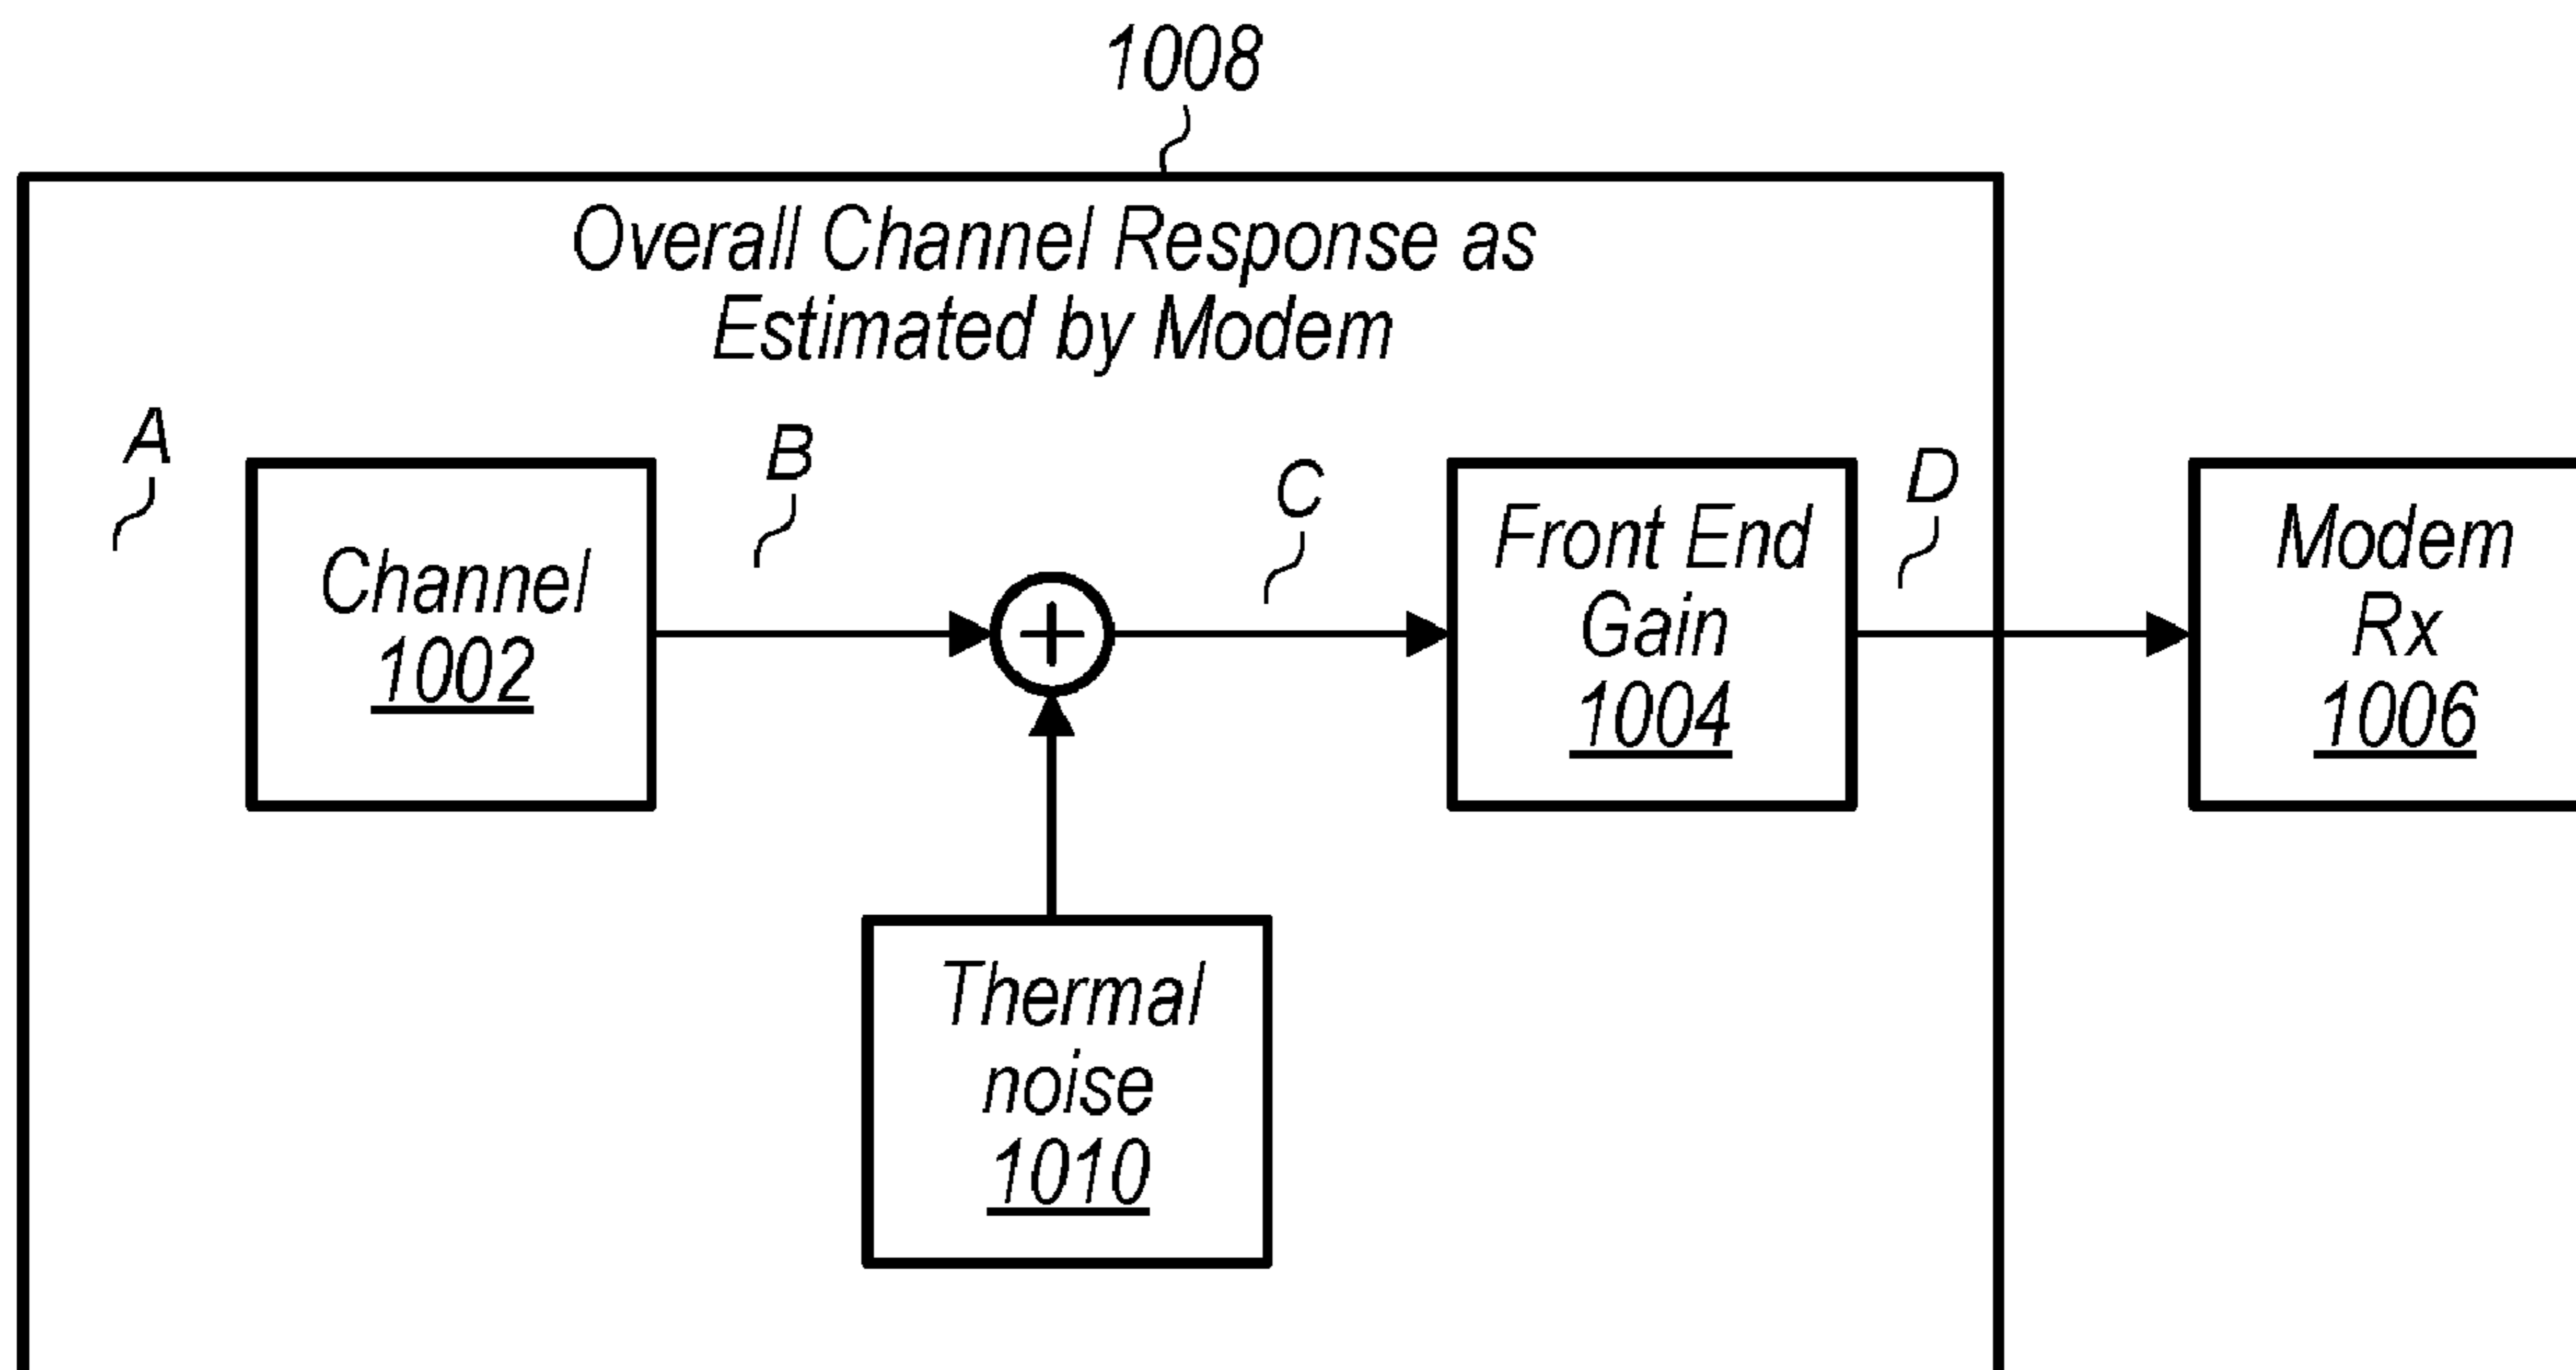 1008
Overall Channel Response as
Estimated by Modem
A
B
C
D
Channel
1002
+
Front End
Gain
1004
Modem
Rx
1006
Thermal
noise
1010